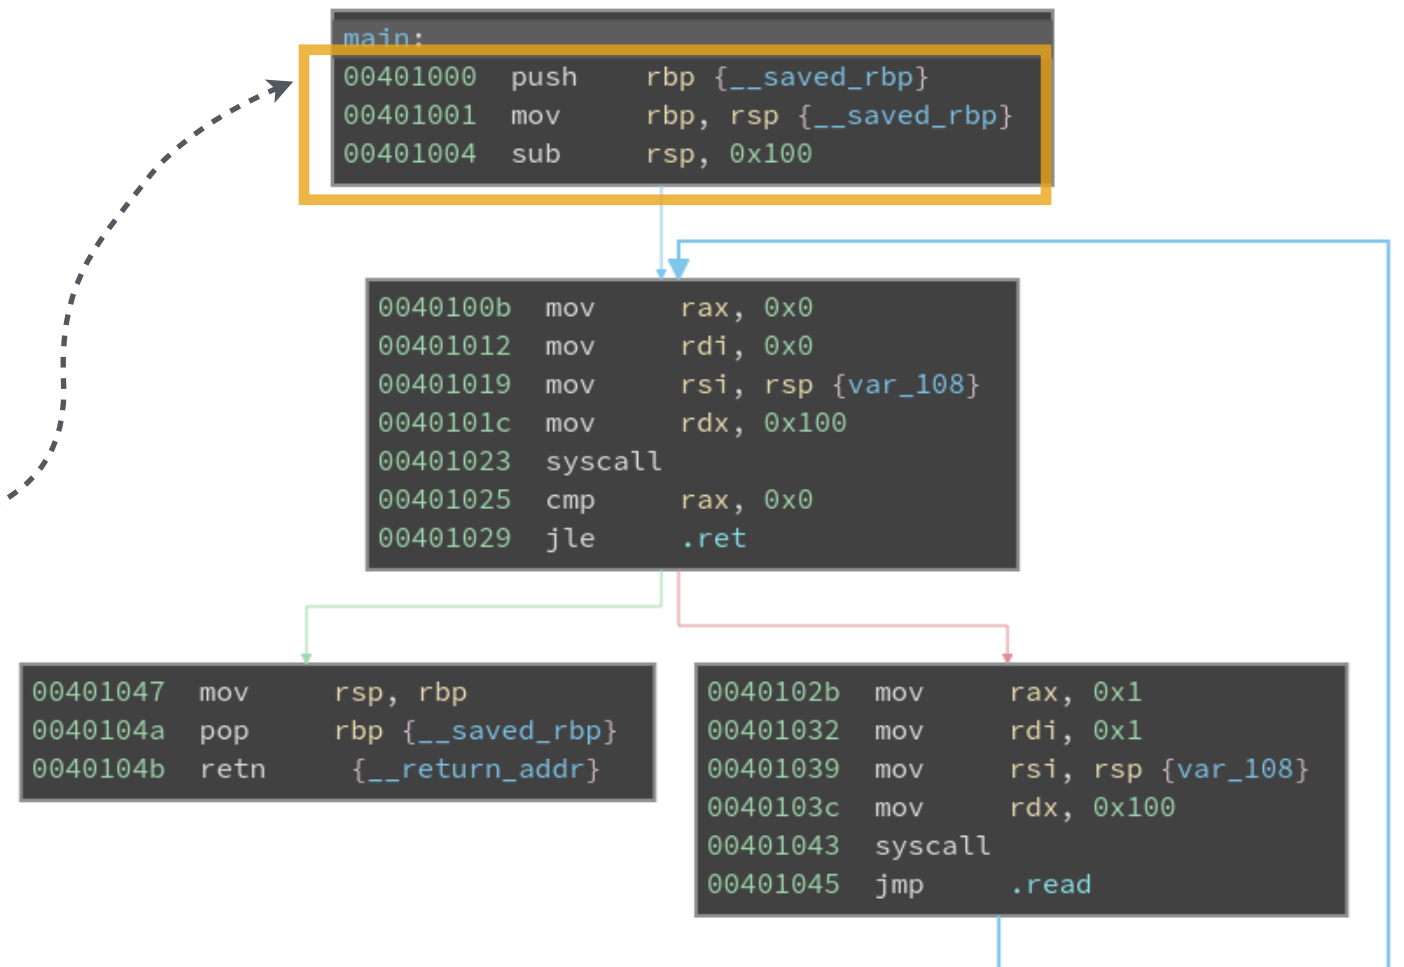 main:
00401000 push rbp {__saved_rbp}
00401001 mov rbp, rsp {__saved_rbp}
00401004 sub rsp, 0x100
0040100b mov rax, 0x0
00401012 mov rdi, 0x0
00401019 mov rsi, rsp {var_108}
0040101c mov rdx, 0x100
00401023 syscall
00401025 cmp rax, 0x0
00401029 jle .ret
00401047 mov rsp, rbp
0040104a pop rbp {__saved_rbp}
0040104b retn {__return_addr}
0040102b mov rax, 0x1
00401032 mov rdi, 0x1
00401039 mov rsi, rsp {var_108}
0040103c mov rdx, 0x100
00401043 syscall
00401045 jmp .read